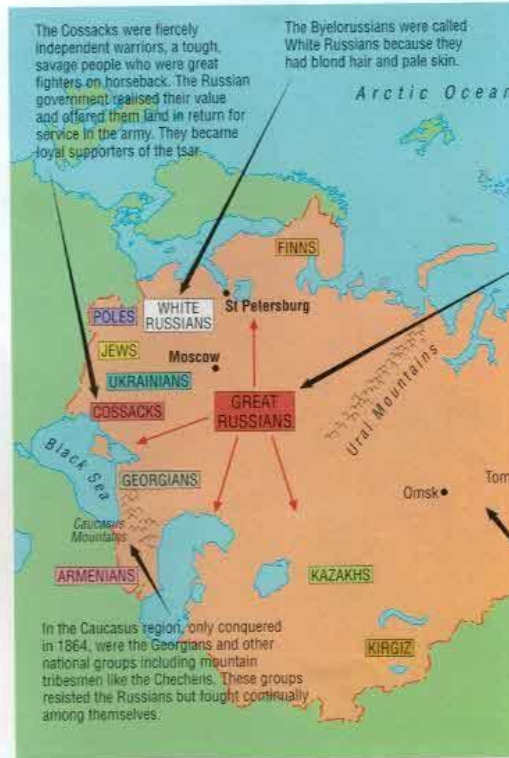 The Cossacks were fiercely
independent warriors, a tough,
savage people who were great
fighters on horseback. The Russian
government realised their value
and offered them land in return for
service in the army. They became
loyal supporters of the tsar.
The Byelorussians were called
White Russians because they
had blond hair and pale skin.
Arctic Ocean
FINNS
St Petersburg
POLES
WHITE
RUSSIANS
JEWS
Moscow
UKRAINIANS
COSSACKS
GREAT
RUSSIANS
Ural Mountains
Black Sea
GEORGIANS
Omsk
Tom
Caucasus
Mountains
ARMENIANS
KAZAKHS
KIRGIZ
In the Caucasus region, only conquered
in 1864, were the Georgians and other
national groups including mountain
tribesmen like the Chechens. These groups
resisted the Russians but fought continually
among themselves.